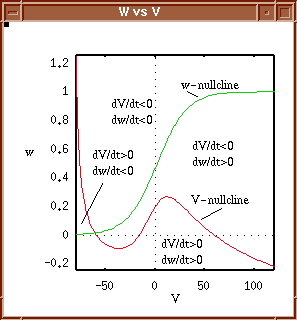 W vs V
1.2
1
0.8
w
0.6
0.4
0.2
0
-0.2
-50
0
50
100
V
w-nullcline
dV/dt<0
dw/dt<0
dV/dt<0
dw/dt>0
dV/dt>0
dw/dt<0
V-nullcline
dV/dt>0
dw/dt>0